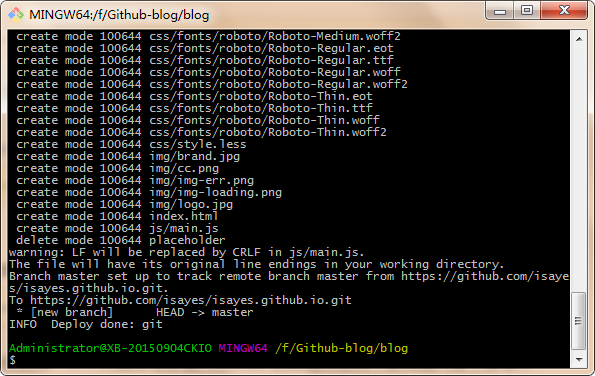 MINGW64:/f/Github-blog/blog
create mode 100644 css/fonts/roboto/Roboto-Medium.woff2
create mode 100644 css/fonts/roboto/Roboto-Regular.eot
create mode 100644 css/fonts/roboto/Roboto-Regular.ttf
create mode 100644 css/fonts/roboto/Roboto-Regular.woff
create mode 100644 css/fonts/roboto/Roboto-Regular.woff2
create mode 100644 css/fonts/roboto/Roboto-Thin.eot
create mode 100644 css/fonts/roboto/Roboto-Thin.ttf
create mode 100644 css/fonts/roboto/Roboto-Thin.woff
create mode 100644 css/fonts/roboto/Roboto-Thin.woff2
create mode 100644 css/style.less
create mode 100644 img/brand.jpg
create mode 100644 img/cc.png
create mode 100644 img/img-err.png
create mode 100644 img/img-loading.png
create mode 100644 img/logo.jpg
create mode 100644 index.html
create mode 100644 js/main.js
delete mode 100644 placeholder
warning: LF will be replaced by CRLF in js/main.js.
The file will have its original line endings in your working directory.
Branch master set up to track remote branch master from https://github.com/isaye
s/isayes.github.io.git.
To https://github.com/isayes/isayes.github.io.git
* [new branch]      HEAD -> master
INFO  Deploy done: git
Administrator@XB-20150904CKIO MINGW64 /f/Github-blog/blog
$